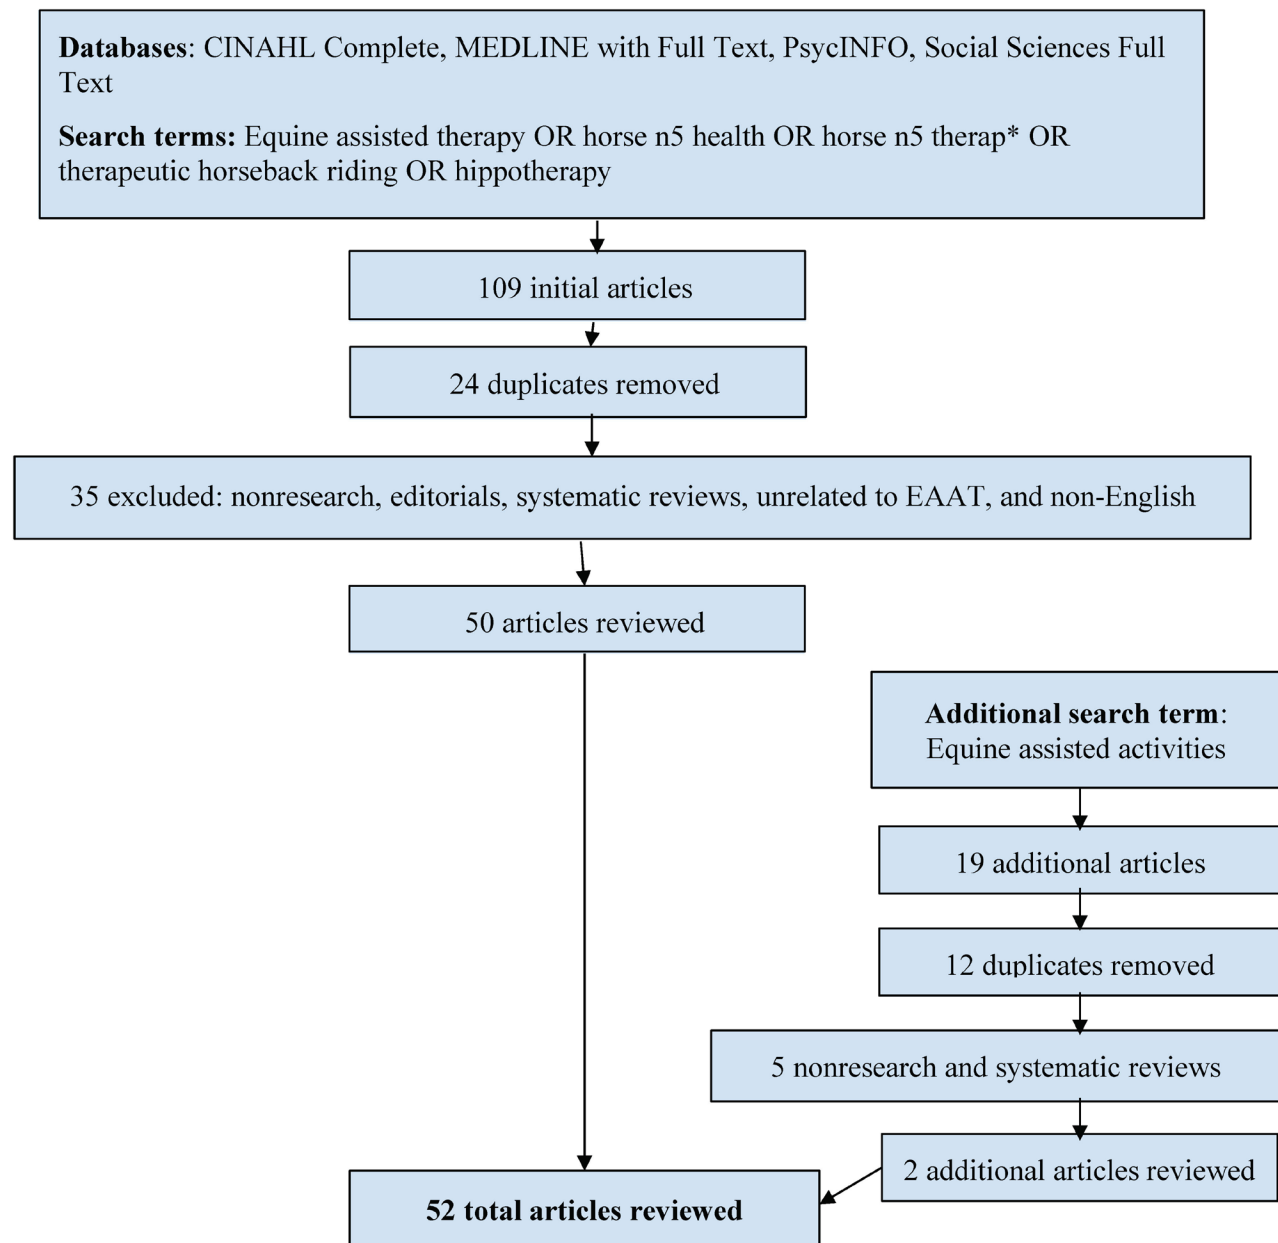 Databases: CINAHL Complete, MEDLINE with Full Text, PsycINFO, Social Sciences Full
Text
Search terms: Equine assisted therapy OR horse n5 health OR horse n5 therap* OR
therapeutic horseback riding OR hippotherapy
109 initial articles
24 duplicates removed
35 excluded: nonresearch, editorials, systematic reviews, unrelated to EAAT, and non-English
50 articles reviewed
Additional search term:
Equine assisted activities
19 additional articles
12 duplicates removed
5 nonresearch and systematic reviews
2 additional articles reviewed
52 total articles reviewed